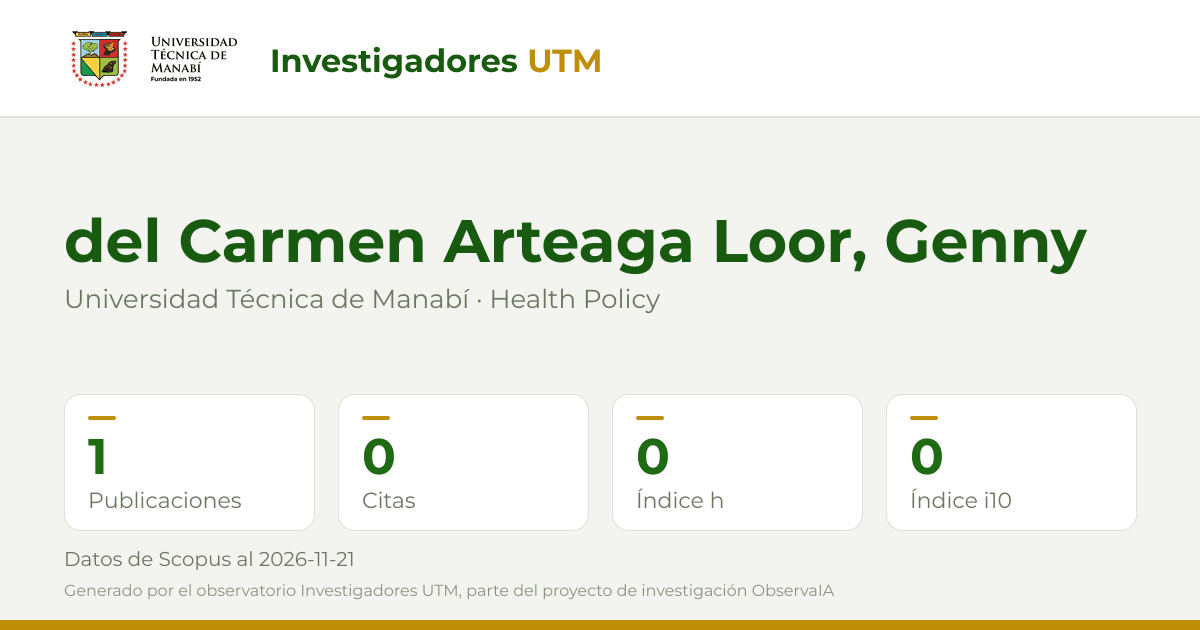 UNIVERSIDAD
TÉCNICA DE
MANABÍ
Fundada en 1952
Investigadores UTM
del Carmen Arteaga Loor, Genny
Universidad Técnica de Manabí · Health Policy
1
Publicaciones
0
Citas
0
Índice h
0
Índice i10
Datos de Scopus al 2026-11-21
Generado por el observatorio Investigadores UTM, parte del proyecto de investigación ObservaIA